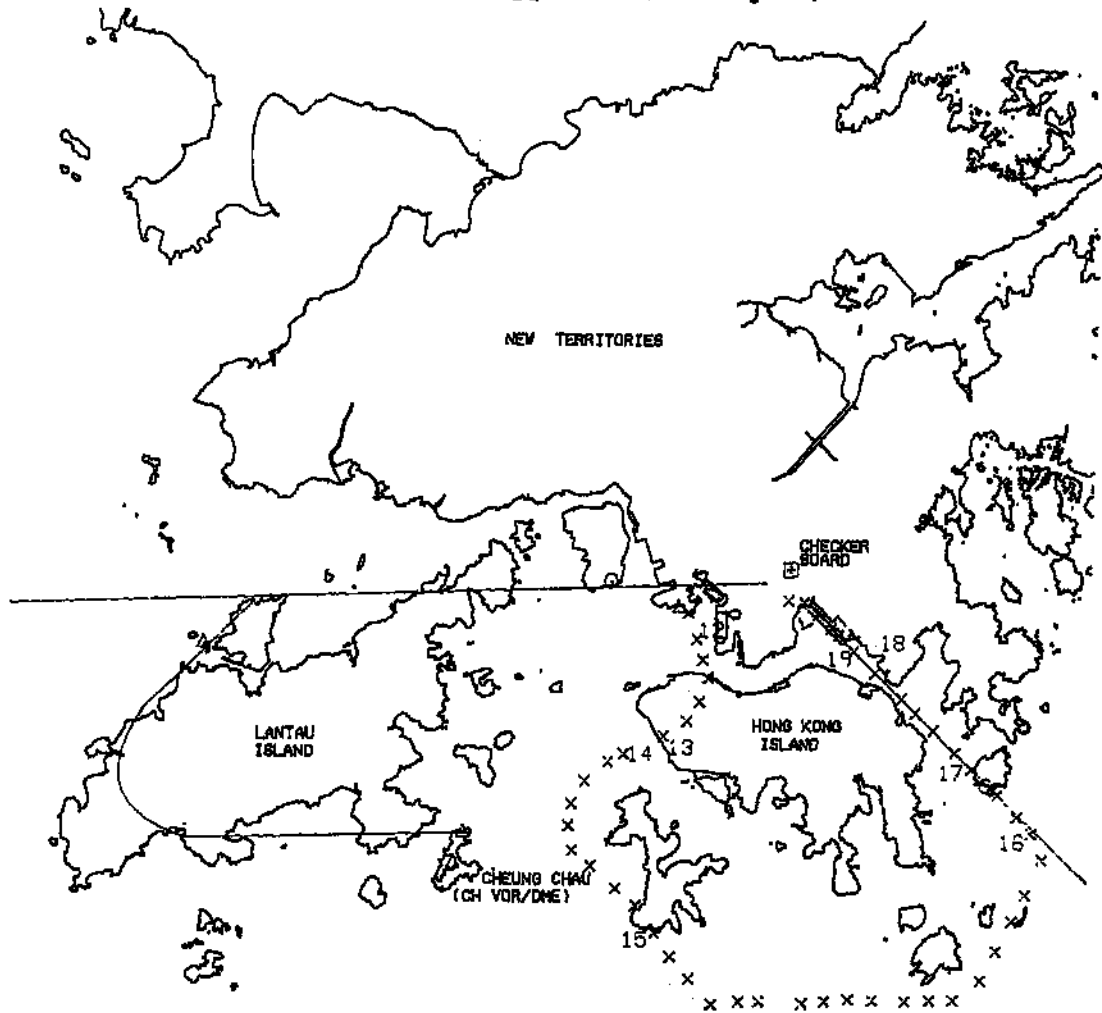 NEW TERRITORIES
CHECKER
BOARD
12
19
18
LANTAU
ISLAND
HONG KONG
ISLAND
14
13
17
16
CHEUNG CHAU
(CH VOR/DME)
15